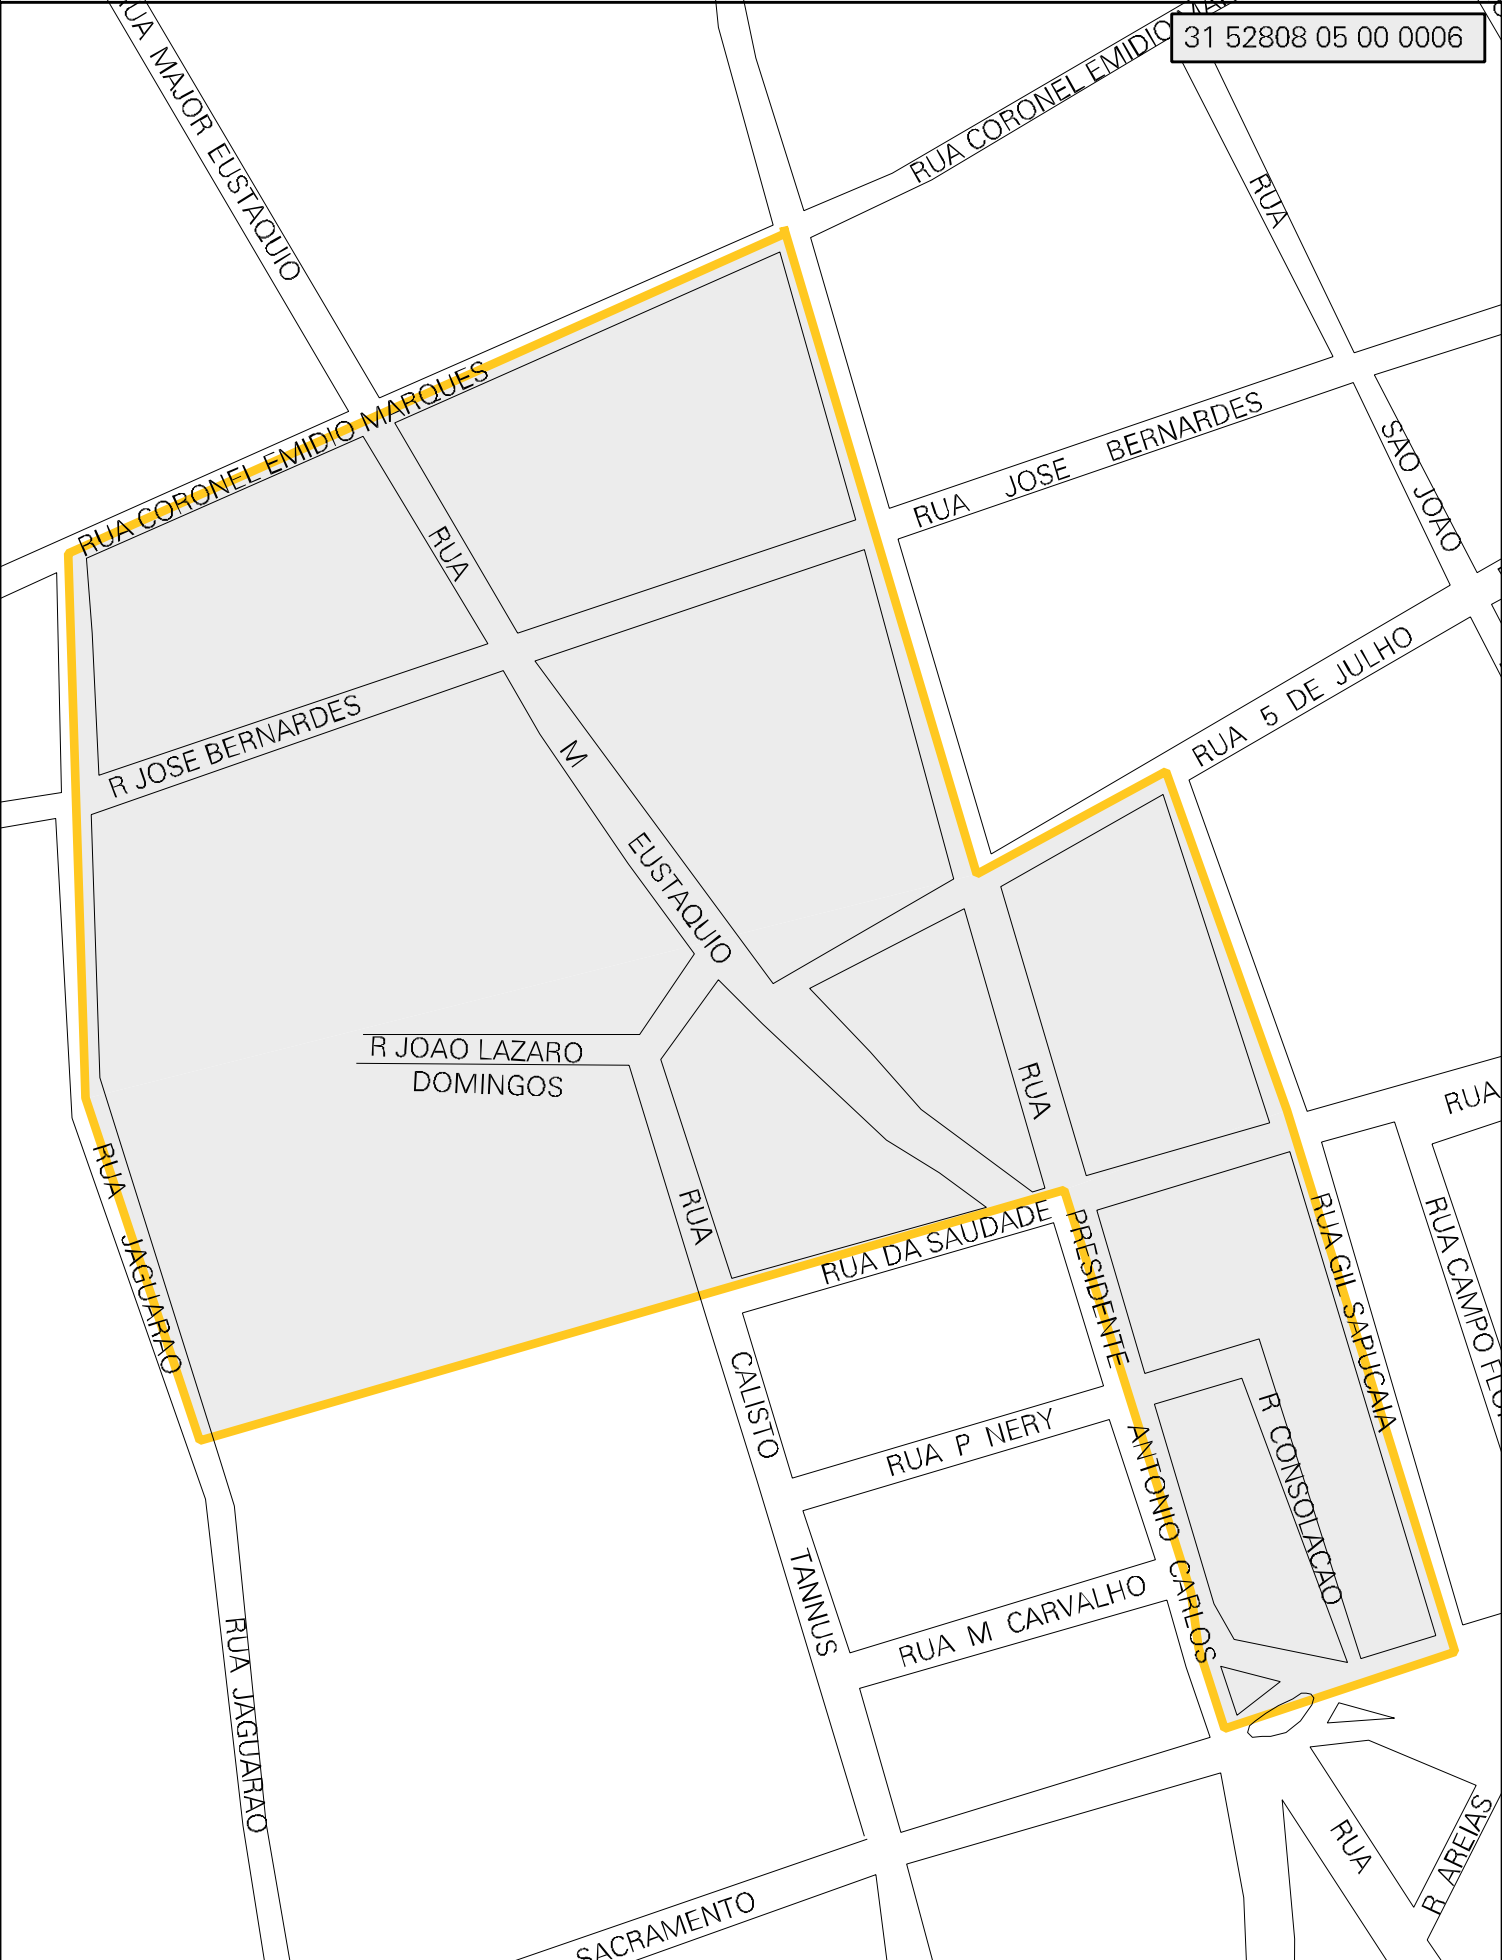 31 52808 05 00 0006
RUA MAJOR EUSTAQUIO
RUA CORONEL EMIDIO
RUA
SAO JOAO
RUA CORONEL EMIDIO MARQUES
RUA JOSE BERNARDES
RUA
M
EUSTAQUIO
R JOSE BERNARDES
RUA 5 DE JULHO
R JOAO LAZARO
DOMINGOS
RUA
PRESIDENTE
ANTONIO CARLOS
RUA
RUA
JAGUARAO
RUA
CALISTO
TANNUS
RUA DA SAUDADE
RUA GIL SAPUCAIA
RUA CAMPO
RUA P NERY
R CONSOLACAO
RUA M CARVALHO
RUA JAGUARAO
RUA
R AREIAS
SACRAMENTO